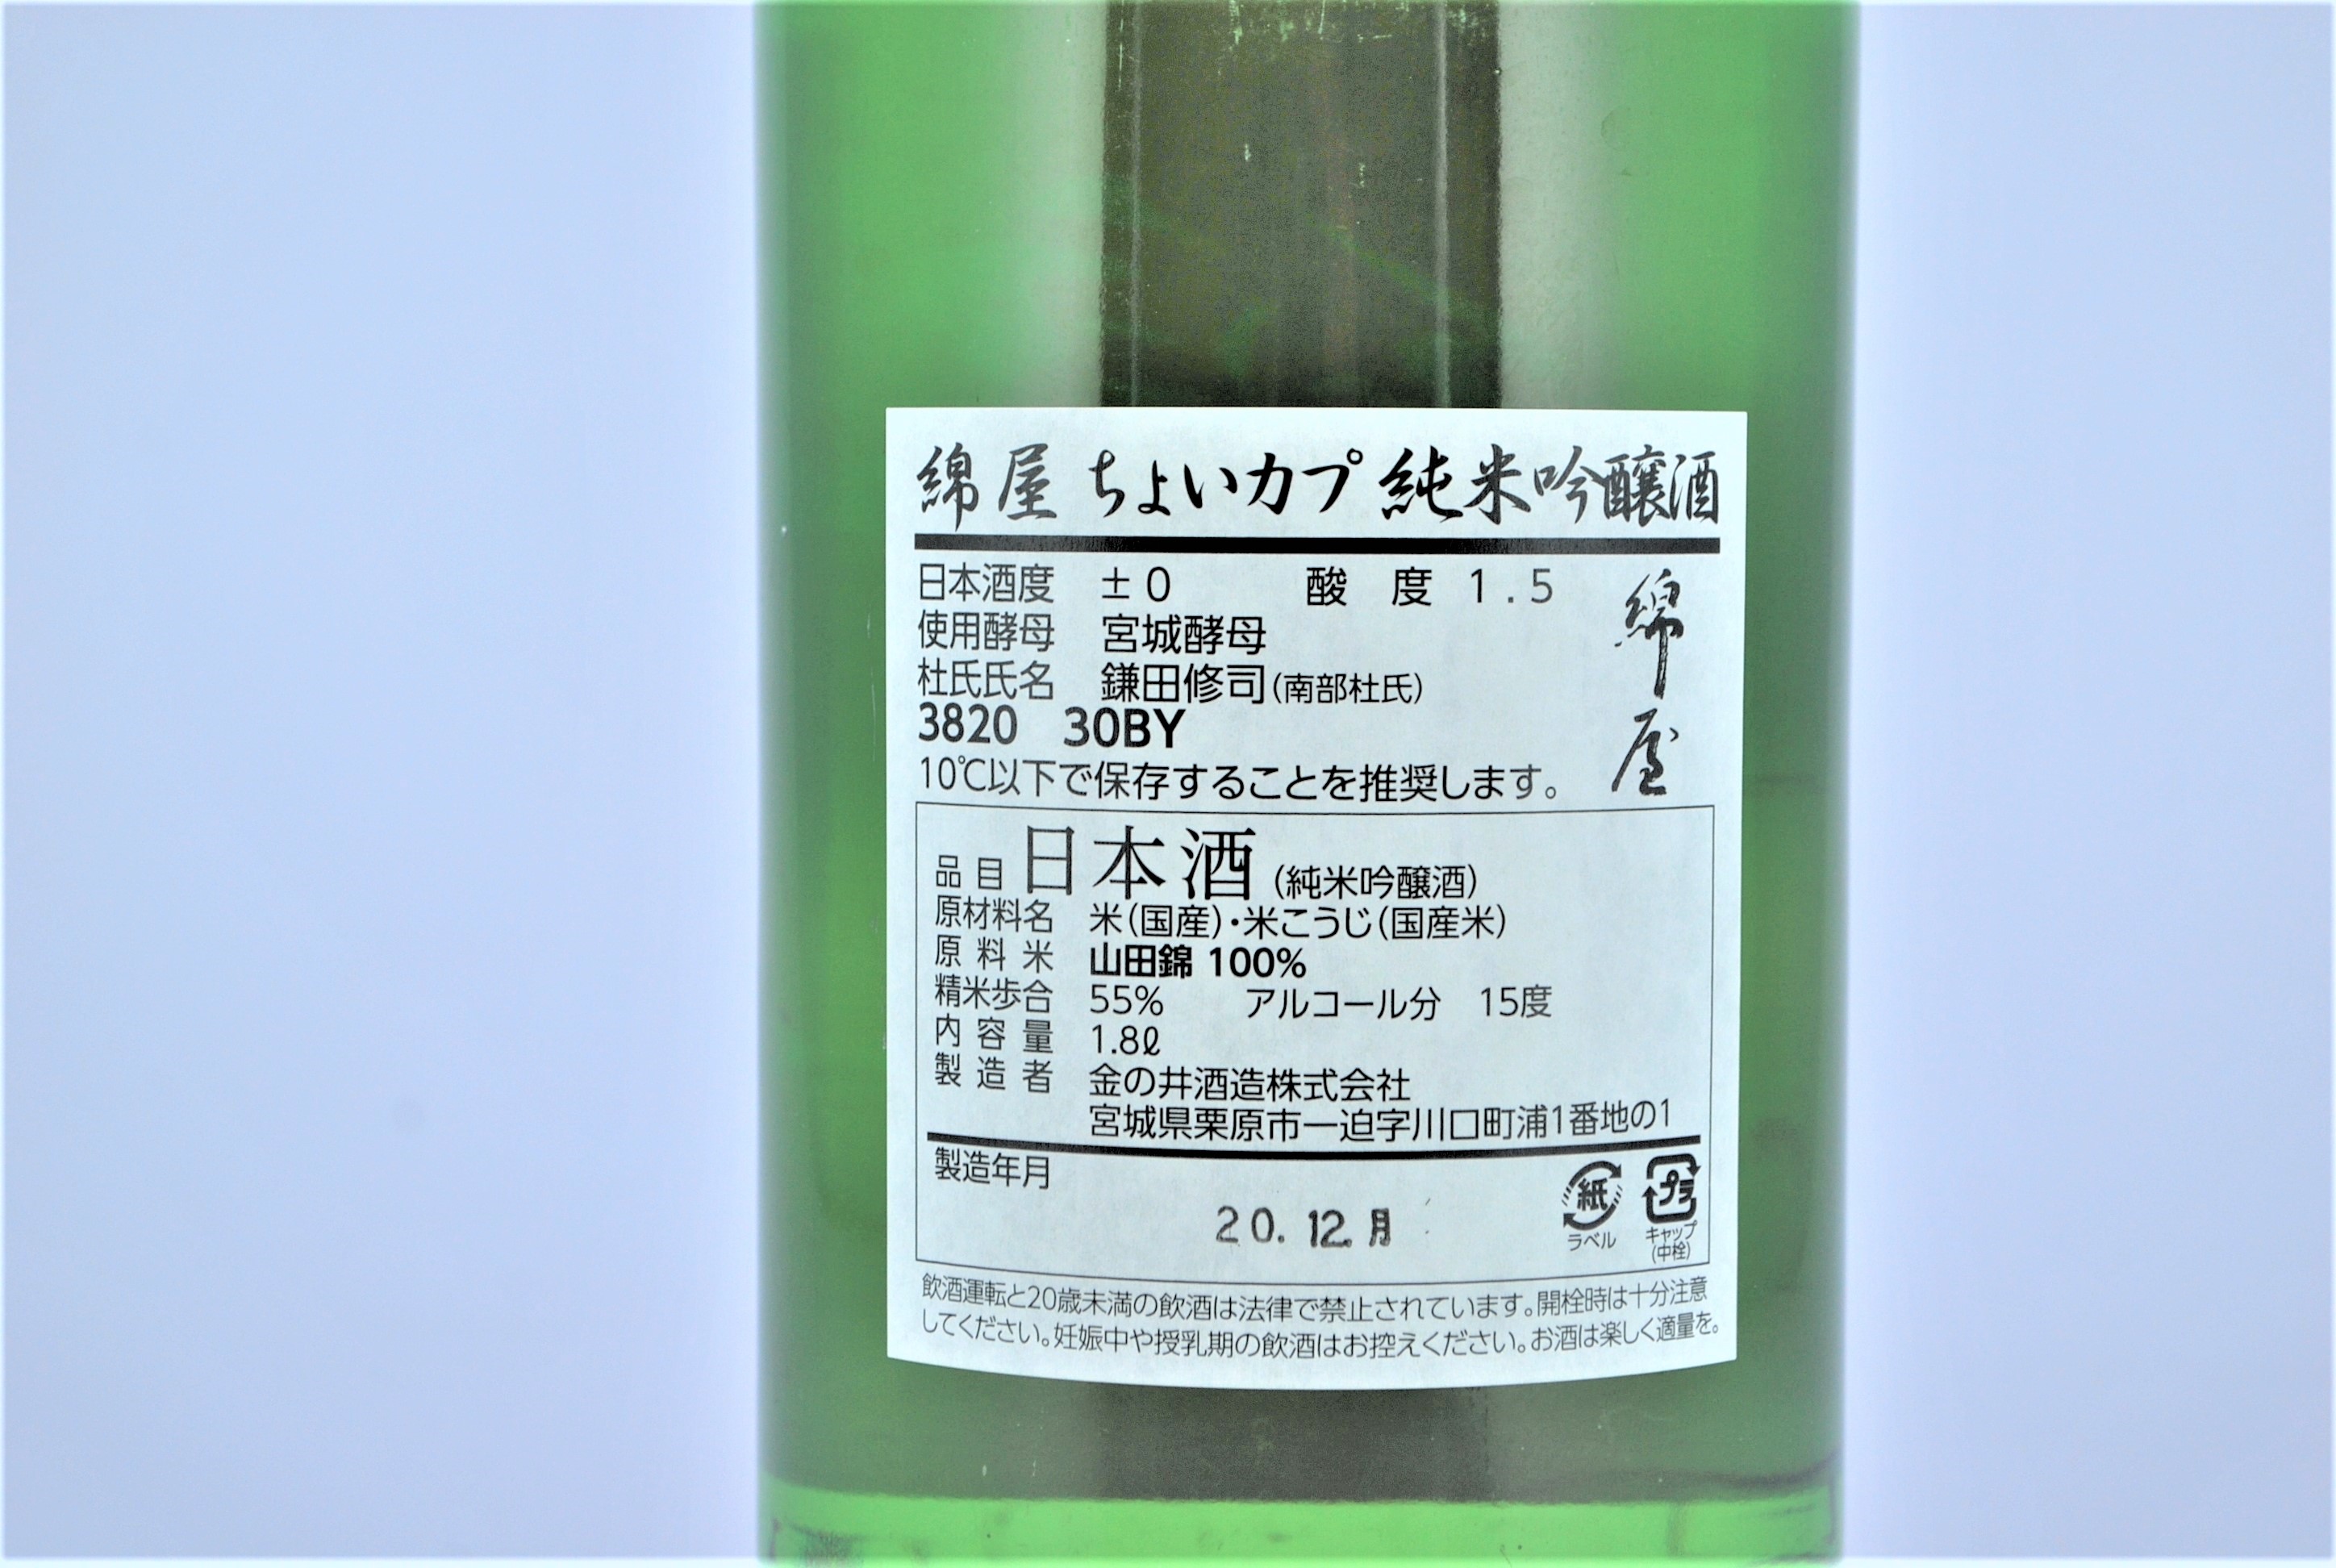 綿屋 ちょいカプ 純米吟醸酒
日本酒度 ±0 酸度 1.5
使用酵母 宮城酵母
杜氏氏名 鎌田修司(南部杜氏)
3820 30BY
10℃以下で保存することを推奨します。
綿屋
品目 日本酒(純米吟醸酒)
原材料名 米(国産)・米こうじ(国産米)
原料米 山田錦 100%
精米歩合 55% アルコール分 15度
内容量 1.8ℓ
製造者 金の井酒造株式会社
宮城県栗原市一迫字川口町浦1番地の1
製造年月
20.12.月
紙
ラベル
プラ
キャップ
(中栓)
飲酒運転と20歳未満の飲酒は法律で禁止されています。開栓時は十分注意
してください。妊娠中や授乳期の飲酒はお控えください。お酒は楽しく適量を。